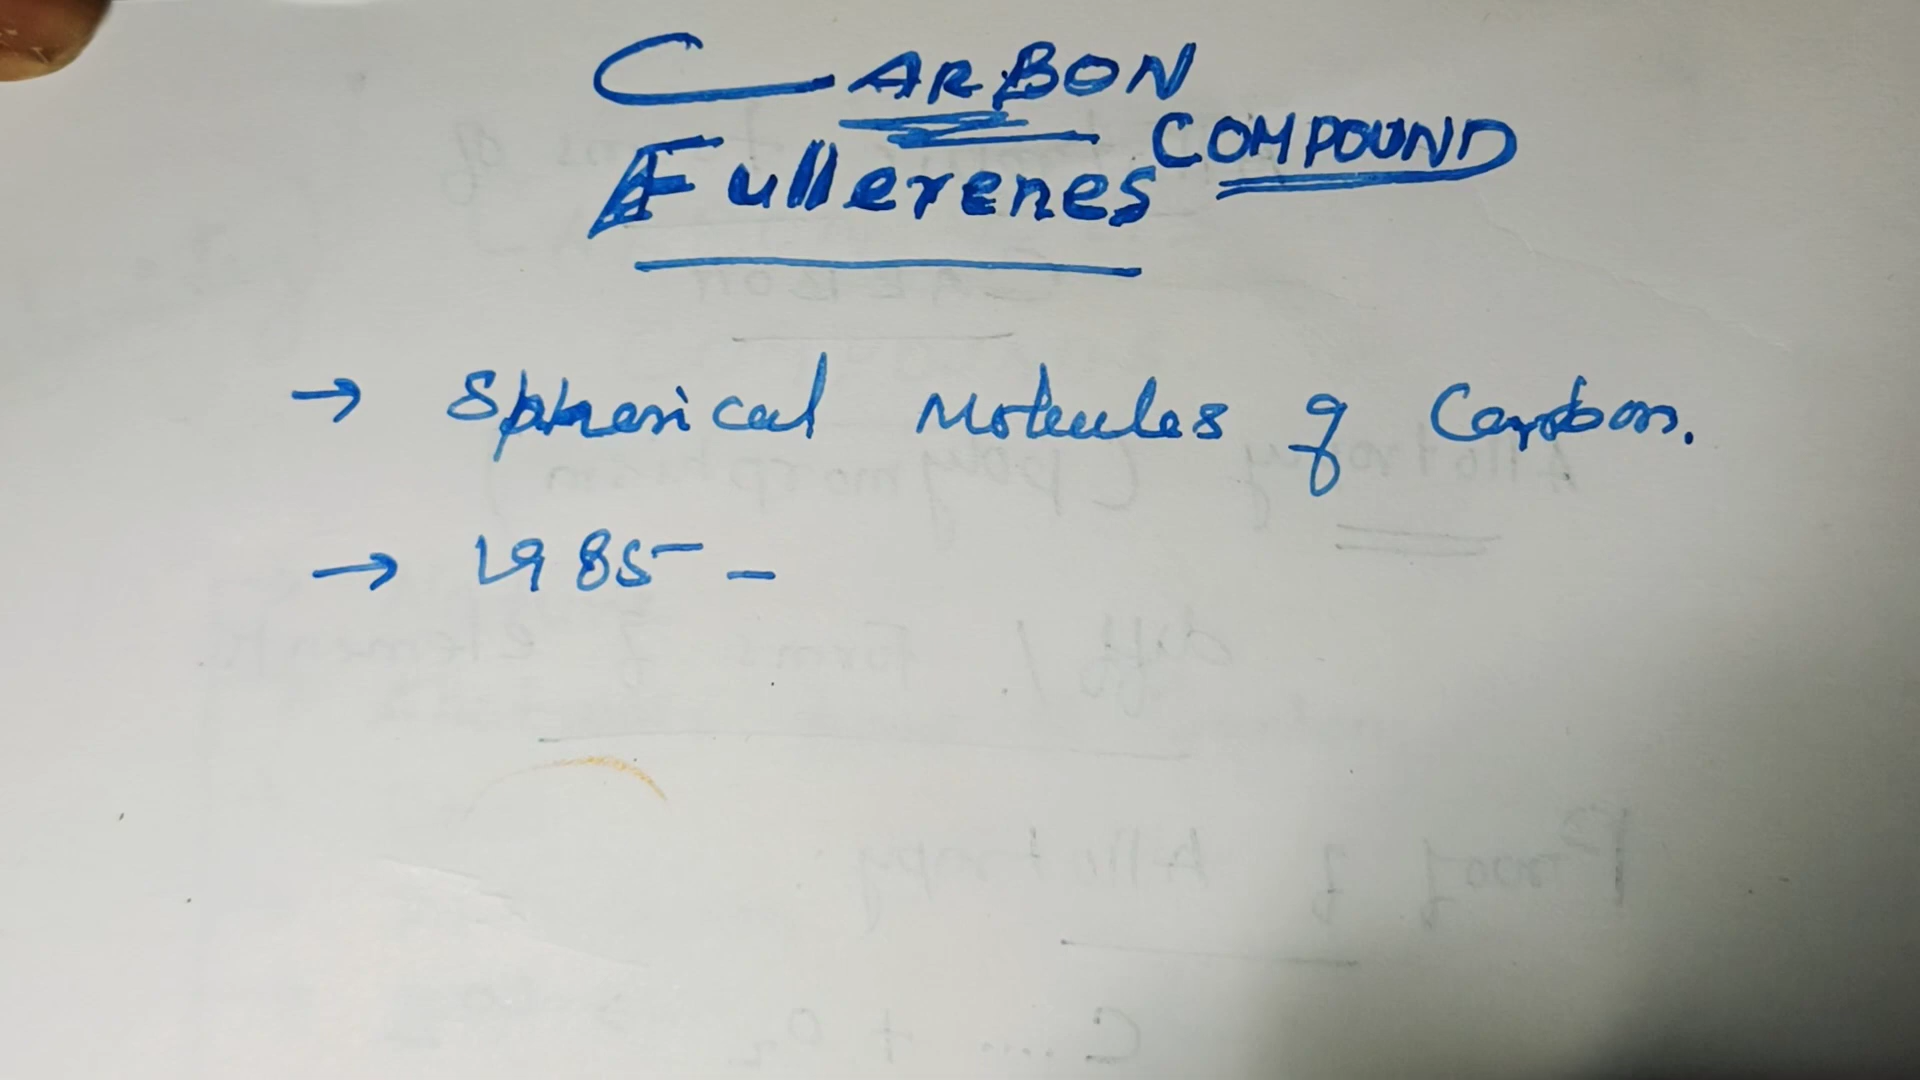 CARBON
COMPOUND
Fullerenes
→ Spherical Molecules of Carbon.
→ 1985 -